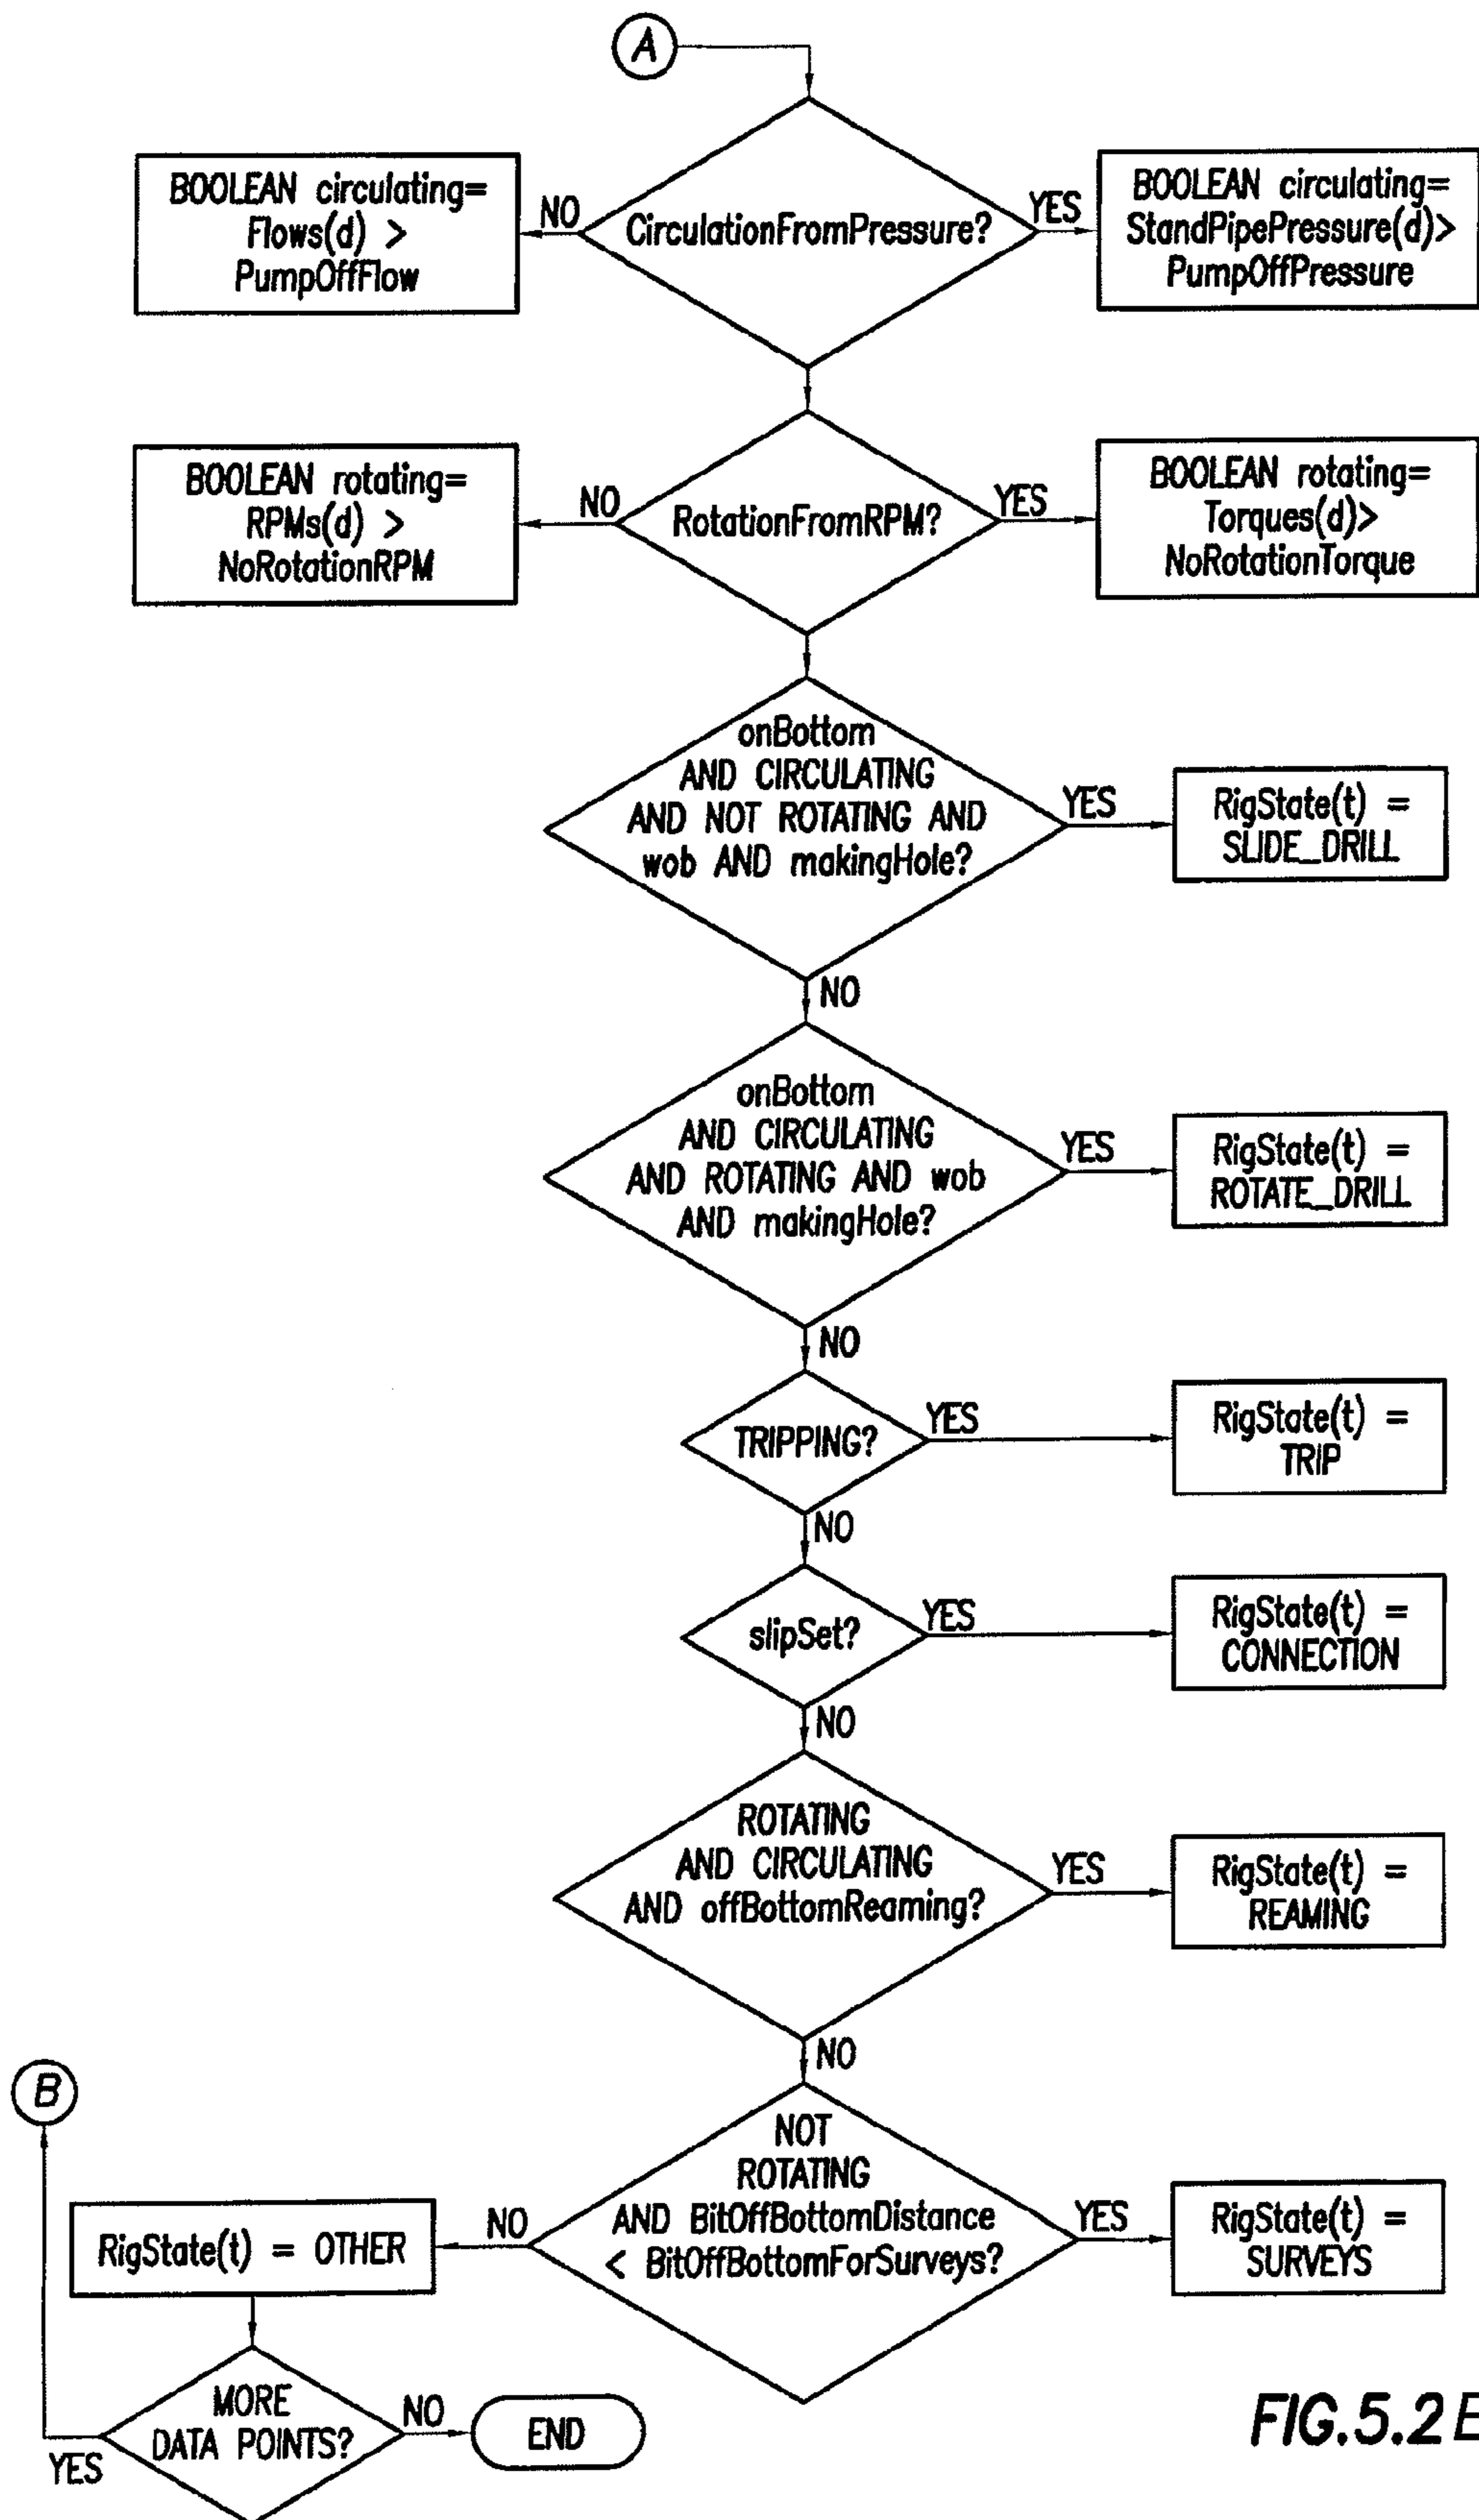 A
BOOLEAN circulating=
Flows(d) >
PumpOffFlow
NO
CirculationFromPressure?
YES
BOOLEAN circulating=
StandPipePressure(d)>
PumpOffPressure
BOOLEAN rotating=
RPMs(d) >
NoRotationRPM
NO
RotationFromRPM?
YES
BOOLEAN rotating=
Torques(d)>
NoRotationTorque
onBottom
AND CIRCULATING
AND NOT ROTATING AND
wob AND makingHole?
YES
RigState(t) =
SLIDE_DRILL
NO
onBottom
AND CIRCULATING
AND ROTATING AND wob
AND makingHole?
YES
RigState(t) =
ROTATE_DRILL
NO
TRIPPING?
YES
RigState(t) =
TRIP
NO
slipSet?
YES
RigState(t) =
CONNECTION
NO
ROTATING
AND CIRCULATING
AND offBottomReaming?
YES
RigState(t) =
REAMING
NO
NOT
ROTATING
AND BitOffBottomDistance
< BitOffBottomForSurveys?
YES
RigState(t) =
SURVEYS
NO
RigState(t) = OTHER
B
MORE
DATA POINTS?
YES
NO
END
FIG.5.2B